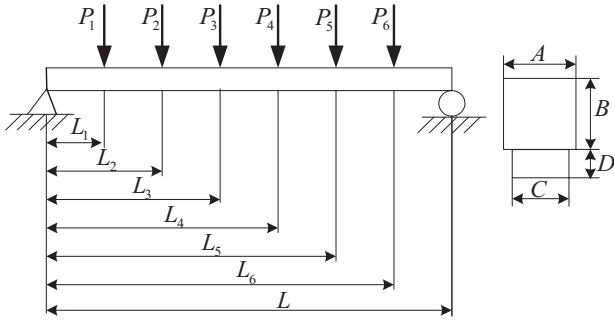 P₁ P₂ P₃ P₄ P₅ P₆
A
B
D
C
L₁
L₂
L₃
L₄
L₅
L₆
L